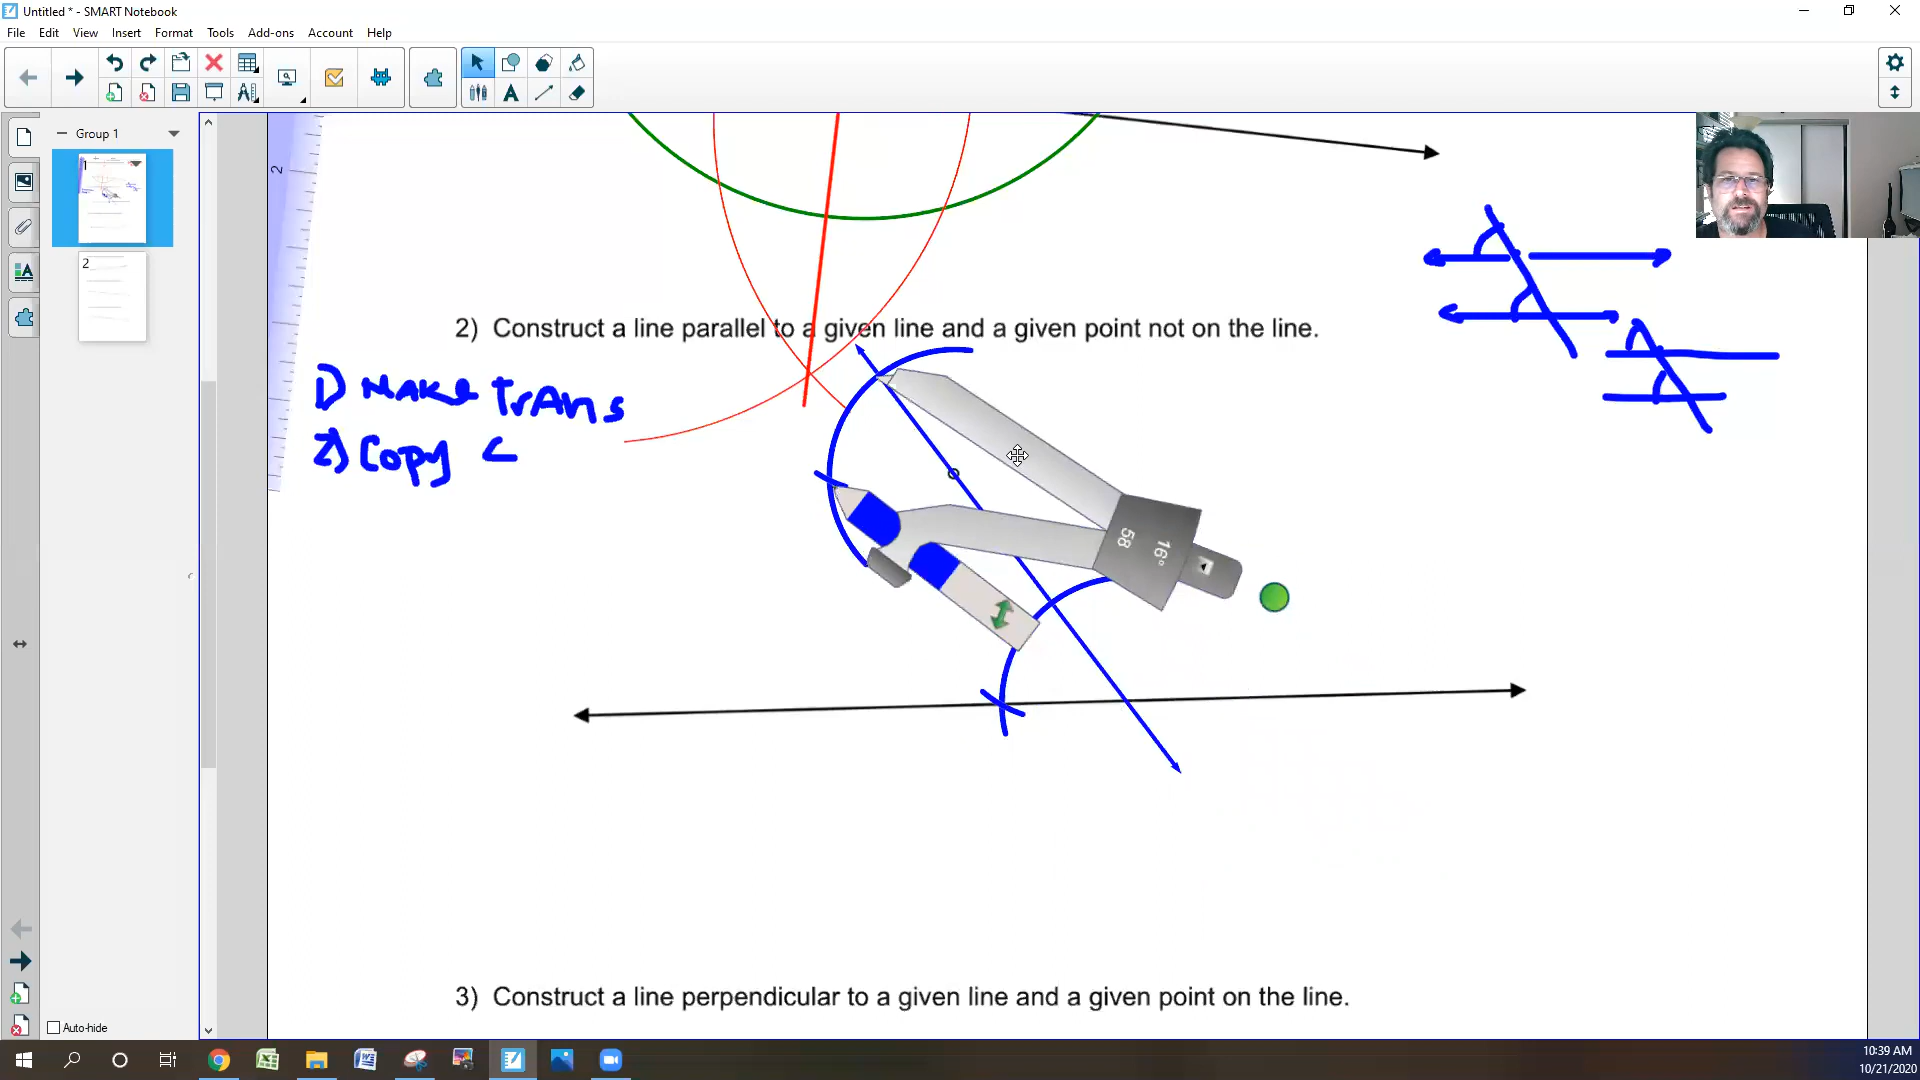 Untitled * - SMART Notebook
File Edit View Insert Format Tools Add-ons Account Help
Group 1
1
2
2
2) Construct a line parallel to a given line and a given point not on the line.
1) MAKE TrAns
2) Copy <
58
16°
3) Construct a line perpendicular to a given line and a given point on the line.
Auto-hide
10:39 AM
10/21/2020